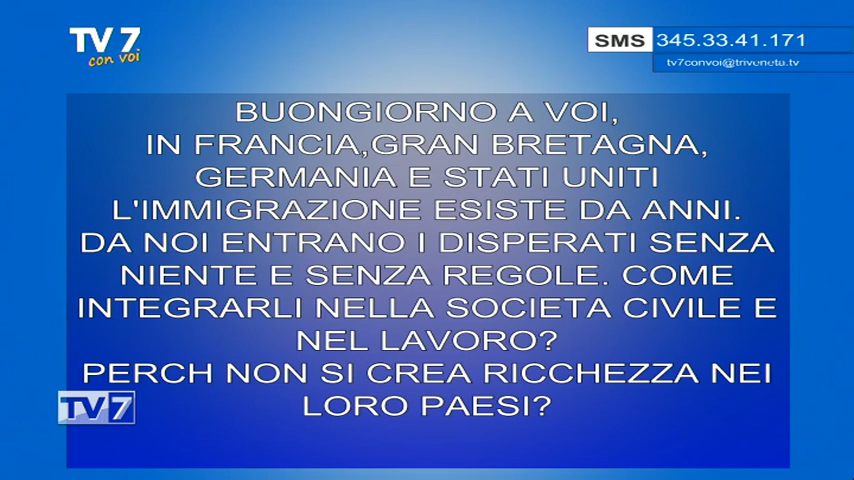 TV7
con voi
SMS 345.33.41.171
tv7convoi@triveneta.tv
BUONGIORNO A VOI,
IN FRANCIA,GRAN BRETAGNA,
GERMANIA E STATI UNITI
L'IMMIGRAZIONE ESISTE DA ANNI.
DA NOI ENTRANO I DISPERATI SENZA
NIENTE E SENZA REGOLE. COME
INTEGRARLI NELLA SOCIETA CIVILE E
NEL LAVORO?
PERCH NON SI CREA RICCHEZZA NEI
LORO PAESI?
TV7